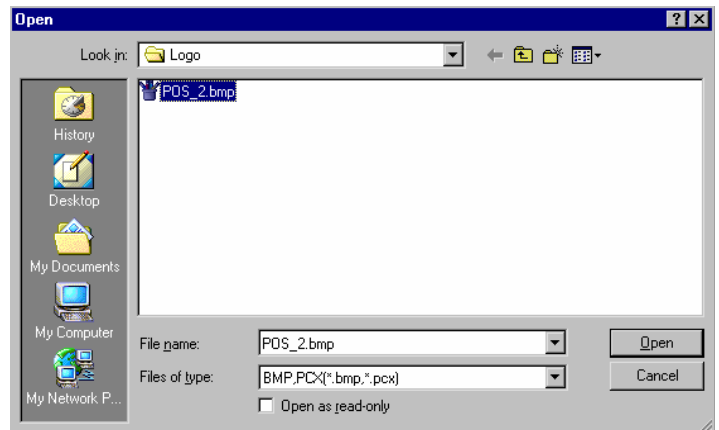 Open
Look in: Logo
POS_2.bmp
History
Desktop
My Documents
My Computer
My Network P...
File name: POS_2.bmp Open
Files of type: BMP,PCX(*.bmp,*.pcx) Cancel
Open as read-only